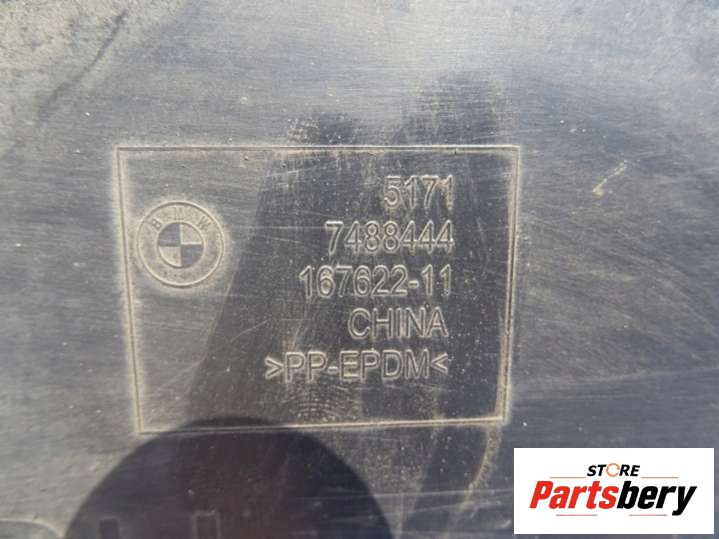 5171
BMW
7488444
167622-11
CHINA
>PP-EPDM<
STORE
Partsbery